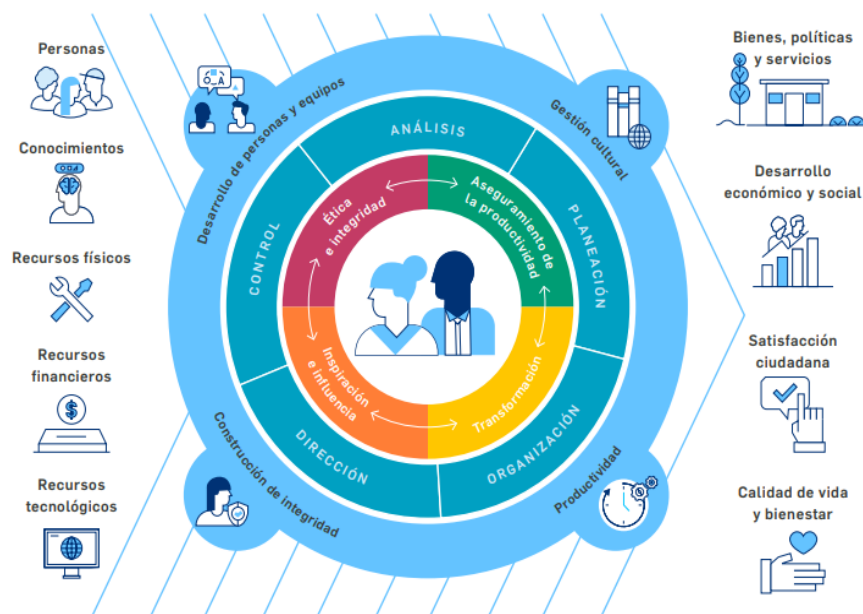 Personas
Conocimientos
Recursos físicos
Recursos
financieros
Recursos
tecnológicos
Desarrollo de personas y equipos
Gestión cultural
Construcción de integridad
Productividad
ANÁLISIS
PLANEACIÓN
ORGANIZACIÓN
DIRECCIÓN
CONTROL
Ética
e integridad
Aseguramiento de
la productividad
Transformación
Inspiración
e influencia
Bienes, políticas
y servicios
Desarrollo
económico y social
Satisfacción
ciudadana
Calidad de vida
y bienestar